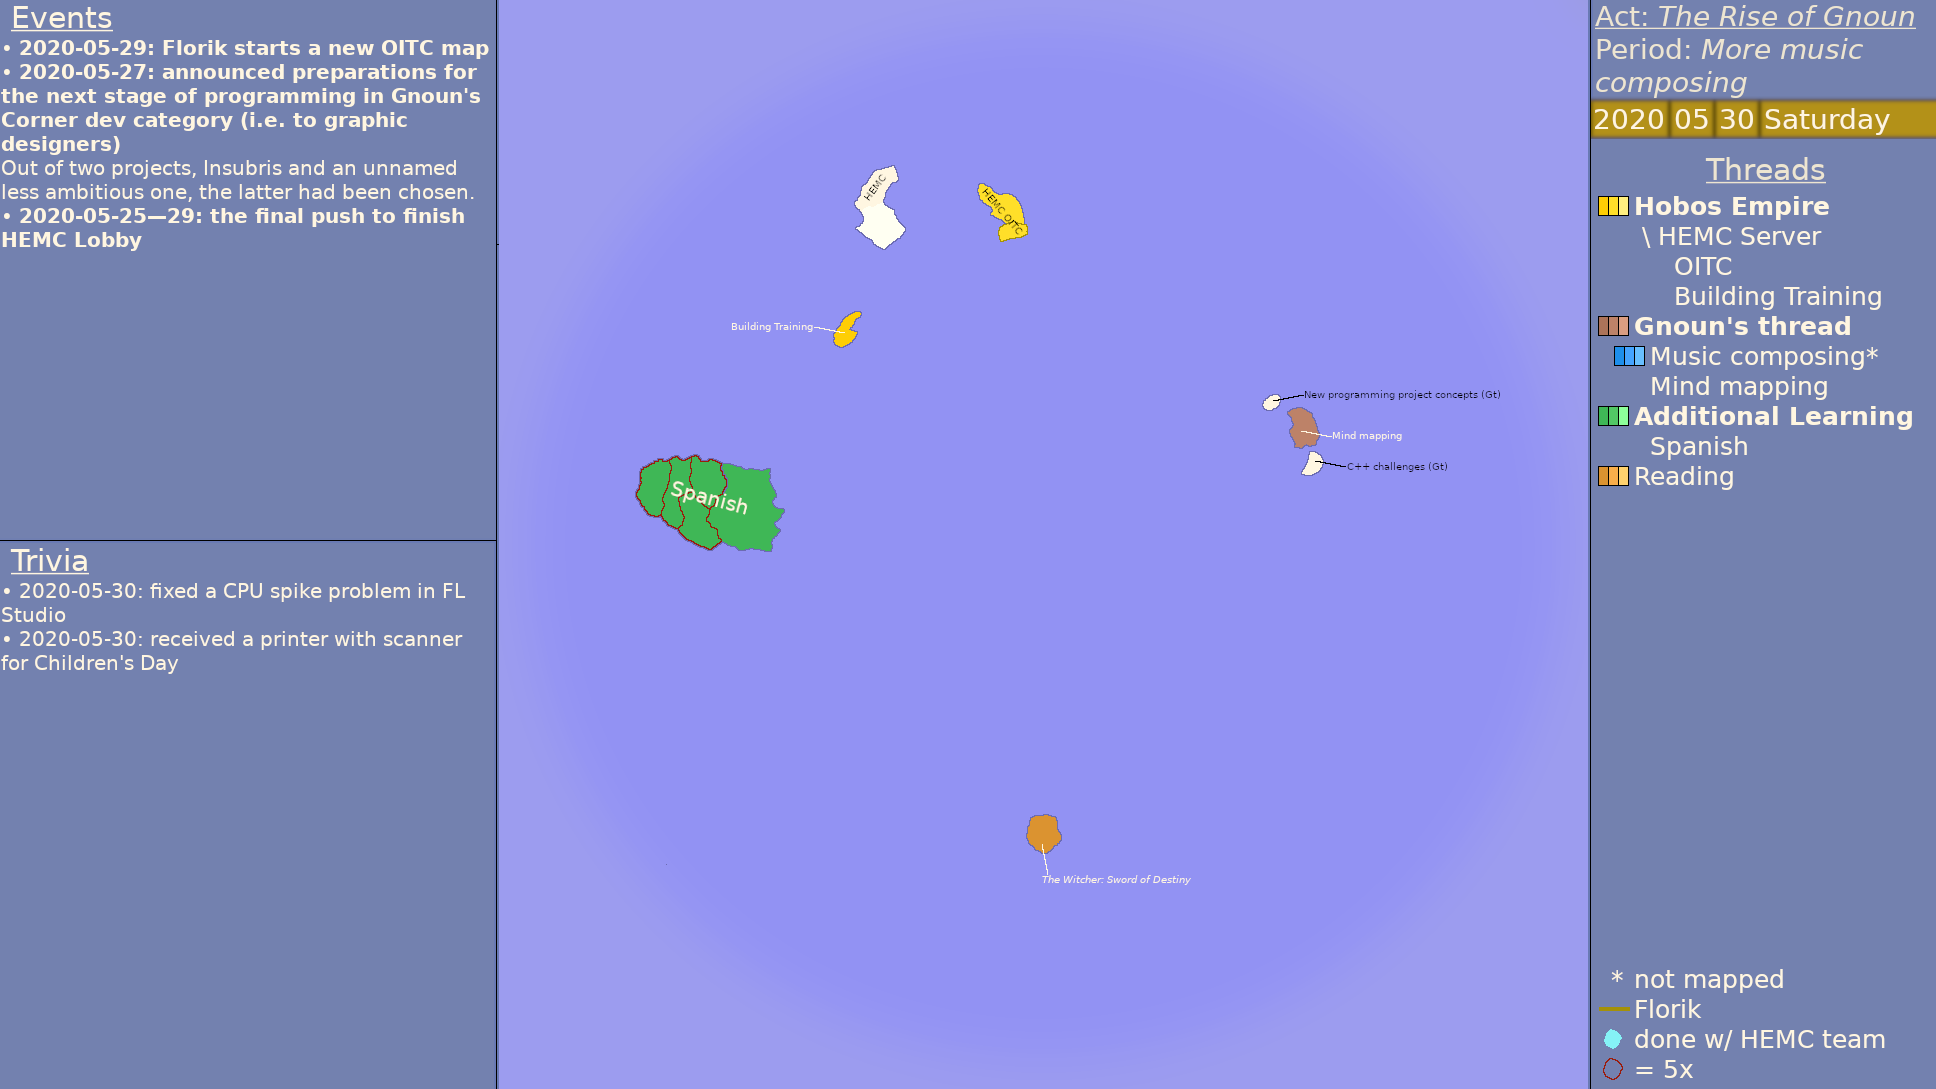 Events
• 2020-05-29: Florik starts a new OITC map
• 2020-05-27: announced preparations for
the next stage of programming in Gnoun's
Corner dev category (i.e. to graphic
designers)
Out of two projects, Insubris and an unnamed
less ambitious one, the latter had been chosen.
• 2020-05-25—29: the final push to finish
HEMC Lobby
Trivia
• 2020-05-30: fixed a CPU spike problem in FL
Studio
• 2020-05-30: received a printer with scanner
for Children's Day
HEMC
HEMC OITC
Building Training
New programming project concepts (Gt)
Mind mapping
C++ challenges (Gt)
Spanish
The Witcher: Sword of Destiny
Act: The Rise of Gnoun
Period: More music
composing
2020 05 30 Saturday
Threads
Hobos Empire
\ HEMC Server
OITC
Building Training
Gnoun's thread
Music composing*
Mind mapping
Additional Learning
Spanish
Reading
* not mapped
Florik
done w/ HEMC team
= 5x